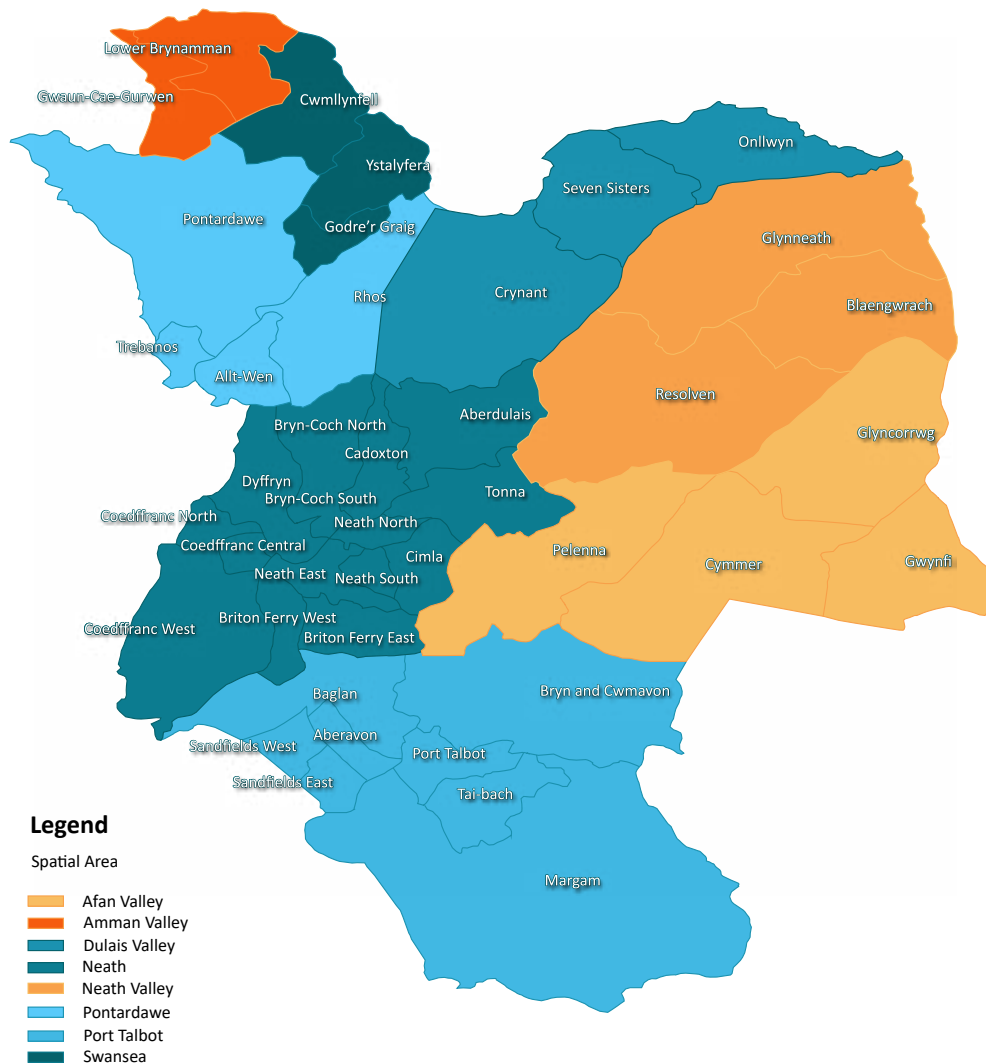 Lower Brynamman
Gwaun-Cae-Gurwen
Cwmllynfell
Onllwyn
Ystalyfera
Seven Sisters
Pontardawe
Godre'r Graig
Glynneath
Rhos
Crynant
Blaengwrach
Trebanos
Allt-Wen
Resolven
Aberdulais
Bryn-Coch North
Glyncorrwg
Cadoxton
Dyffryn
Bryn-Coch South
Tonna
Coedffranc North
Neath North
Coedffranc Central
Cimla
Pelenna
Cymmer
Gwynfi
Neath East
Neath South
Briton Ferry West
Coedffranc West
Briton Ferry East
Baglan
Bryn and Cwmavon
Aberavon
Sandfields West
Port Talbot
Sandfields East
Tai-bach
Margam
Legend
Spatial Area
Afan Valley
Amman Valley
Dulais Valley
Neath
Neath Valley
Pontardawe
Port Talbot
Swansea